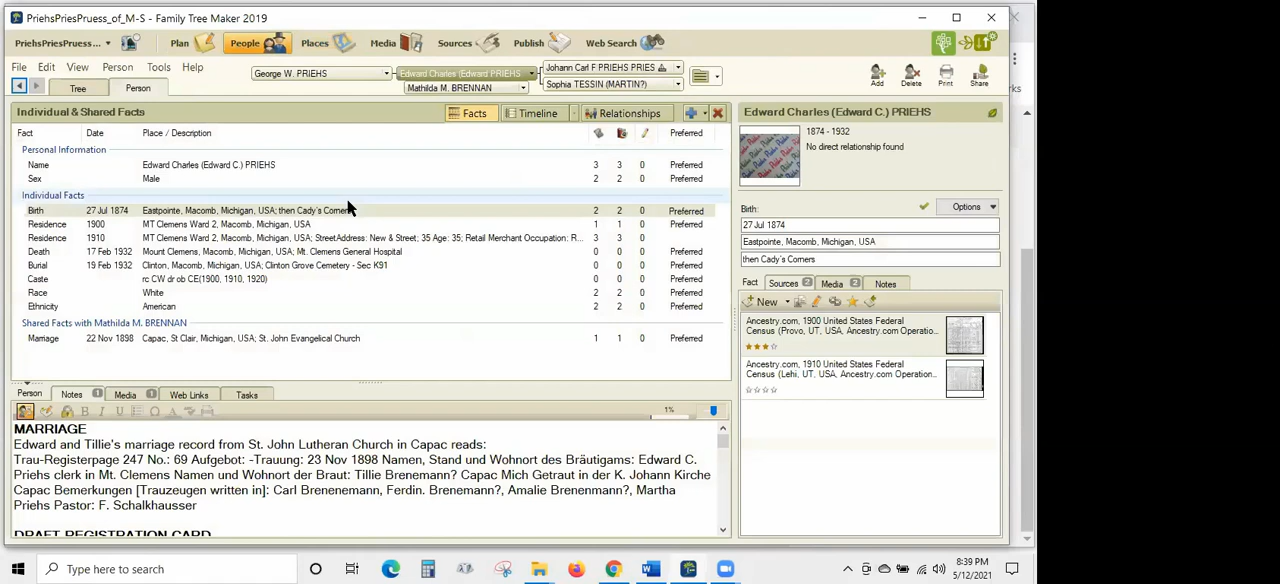 PriehsPriesPruess_of_M-S - Family Tree Maker 2019
PriehsPriesPruess...
Plan
People
Places
Media
Sources
Publish
Web Search
File Edit View Person Tools Help
George W. PRIEHS
Edward Charles (Edward PRIEHS
Johann Carl F PRIEHS PRIES
Mathilda M. BRENNAN
Sophia TESSIN (MARTIN?)
Tree
Person
Add
Delete
Print
Share
Individual & Shared Facts
Facts
Timeline
Relationships
Fact Date Place / Description Preferred
Personal Information
Name Edward Charles (Edward C.) PRIEHS 3 3 0 Preferred
Sex Male 2 2 0 Preferred
Individual Facts
Birth 27 Jul 1874 Eastpointe, Macomb, Michigan, USA; then Cady's Corners 2 2 0 Preferred
Residence 1900 MT Clemens Ward 2, Macomb, Michigan, USA 1 1 0 Preferred
Residence 1910 MT Clemens Ward 2, Macomb, Michigan, USA; StreetAddress: New & Street; 35 Age: 35; Retail Merchant Occupation: R... 3 3 0 Preferred
Death 17 Feb 1932 Mount Clemens, Macomb, Michigan, USA; Mt. Clemens General Hospital 0 0 0 Preferred
Burial 19 Feb 1932 Clinton, Macomb, Michigan, USA; Clinton Grove Cemetery - Sec K91 0 0 0 Preferred
Caste rc CW dr ob CE(1900, 1910, 1920) 0 0 0 Preferred
Race White 2 2 0 Preferred
Ethnicity American 2 2 0 Preferred
Shared Facts with Mathilda M. BRENNAN
Marriage 22 Nov 1898 Capac, St Clair, Michigan, USA; St. John Evangelical Church 1 1 0 Preferred
Person Notes 1 Media 1 Web Links Tasks
B I U Ω A 1%
MARRIAGE
Edward and Tillie's marriage record from St. John Lutheran Church in Capac reads:
Trau-Registerpage 247 No.: 69 Aufgebot: -Trauung: 23 Nov 1898 Namen, Stand und Wohnort des Bräutigams: Edward C.
Priehs clerk in Mt. Clemens Namen und Wohnort der Braut: Tillie Brenemann? Capac Mich Getraut in der K. Johann Kirche
Capac Bemerkungen [Trauzeugen written in]: Carl Brenenemann, Ferdin. Brenemann?, Amalie Brenenmann?, Martha
Priehs Pastor: F. Schalkhausser
DRAFT REGISTRATION CARD
Edward Charles (Edward C.) PRIEHS
1874 - 1932
No direct relationship found
Birth:
Options
27 Jul 1874
Eastpointe, Macomb, Michigan, USA
then Cady's Corners
Fact Sources 2 Media 2 Notes
New
Ancestry.com, 1900 United States Federal
Census (Provo, UT, USA, Ancestry.com Operatio...
Ancestry.com, 1910 United States Federal
Census (Lehi, UT, USA, Ancestry.com Operation...
Type here to search
8:39 PM
5/12/2021